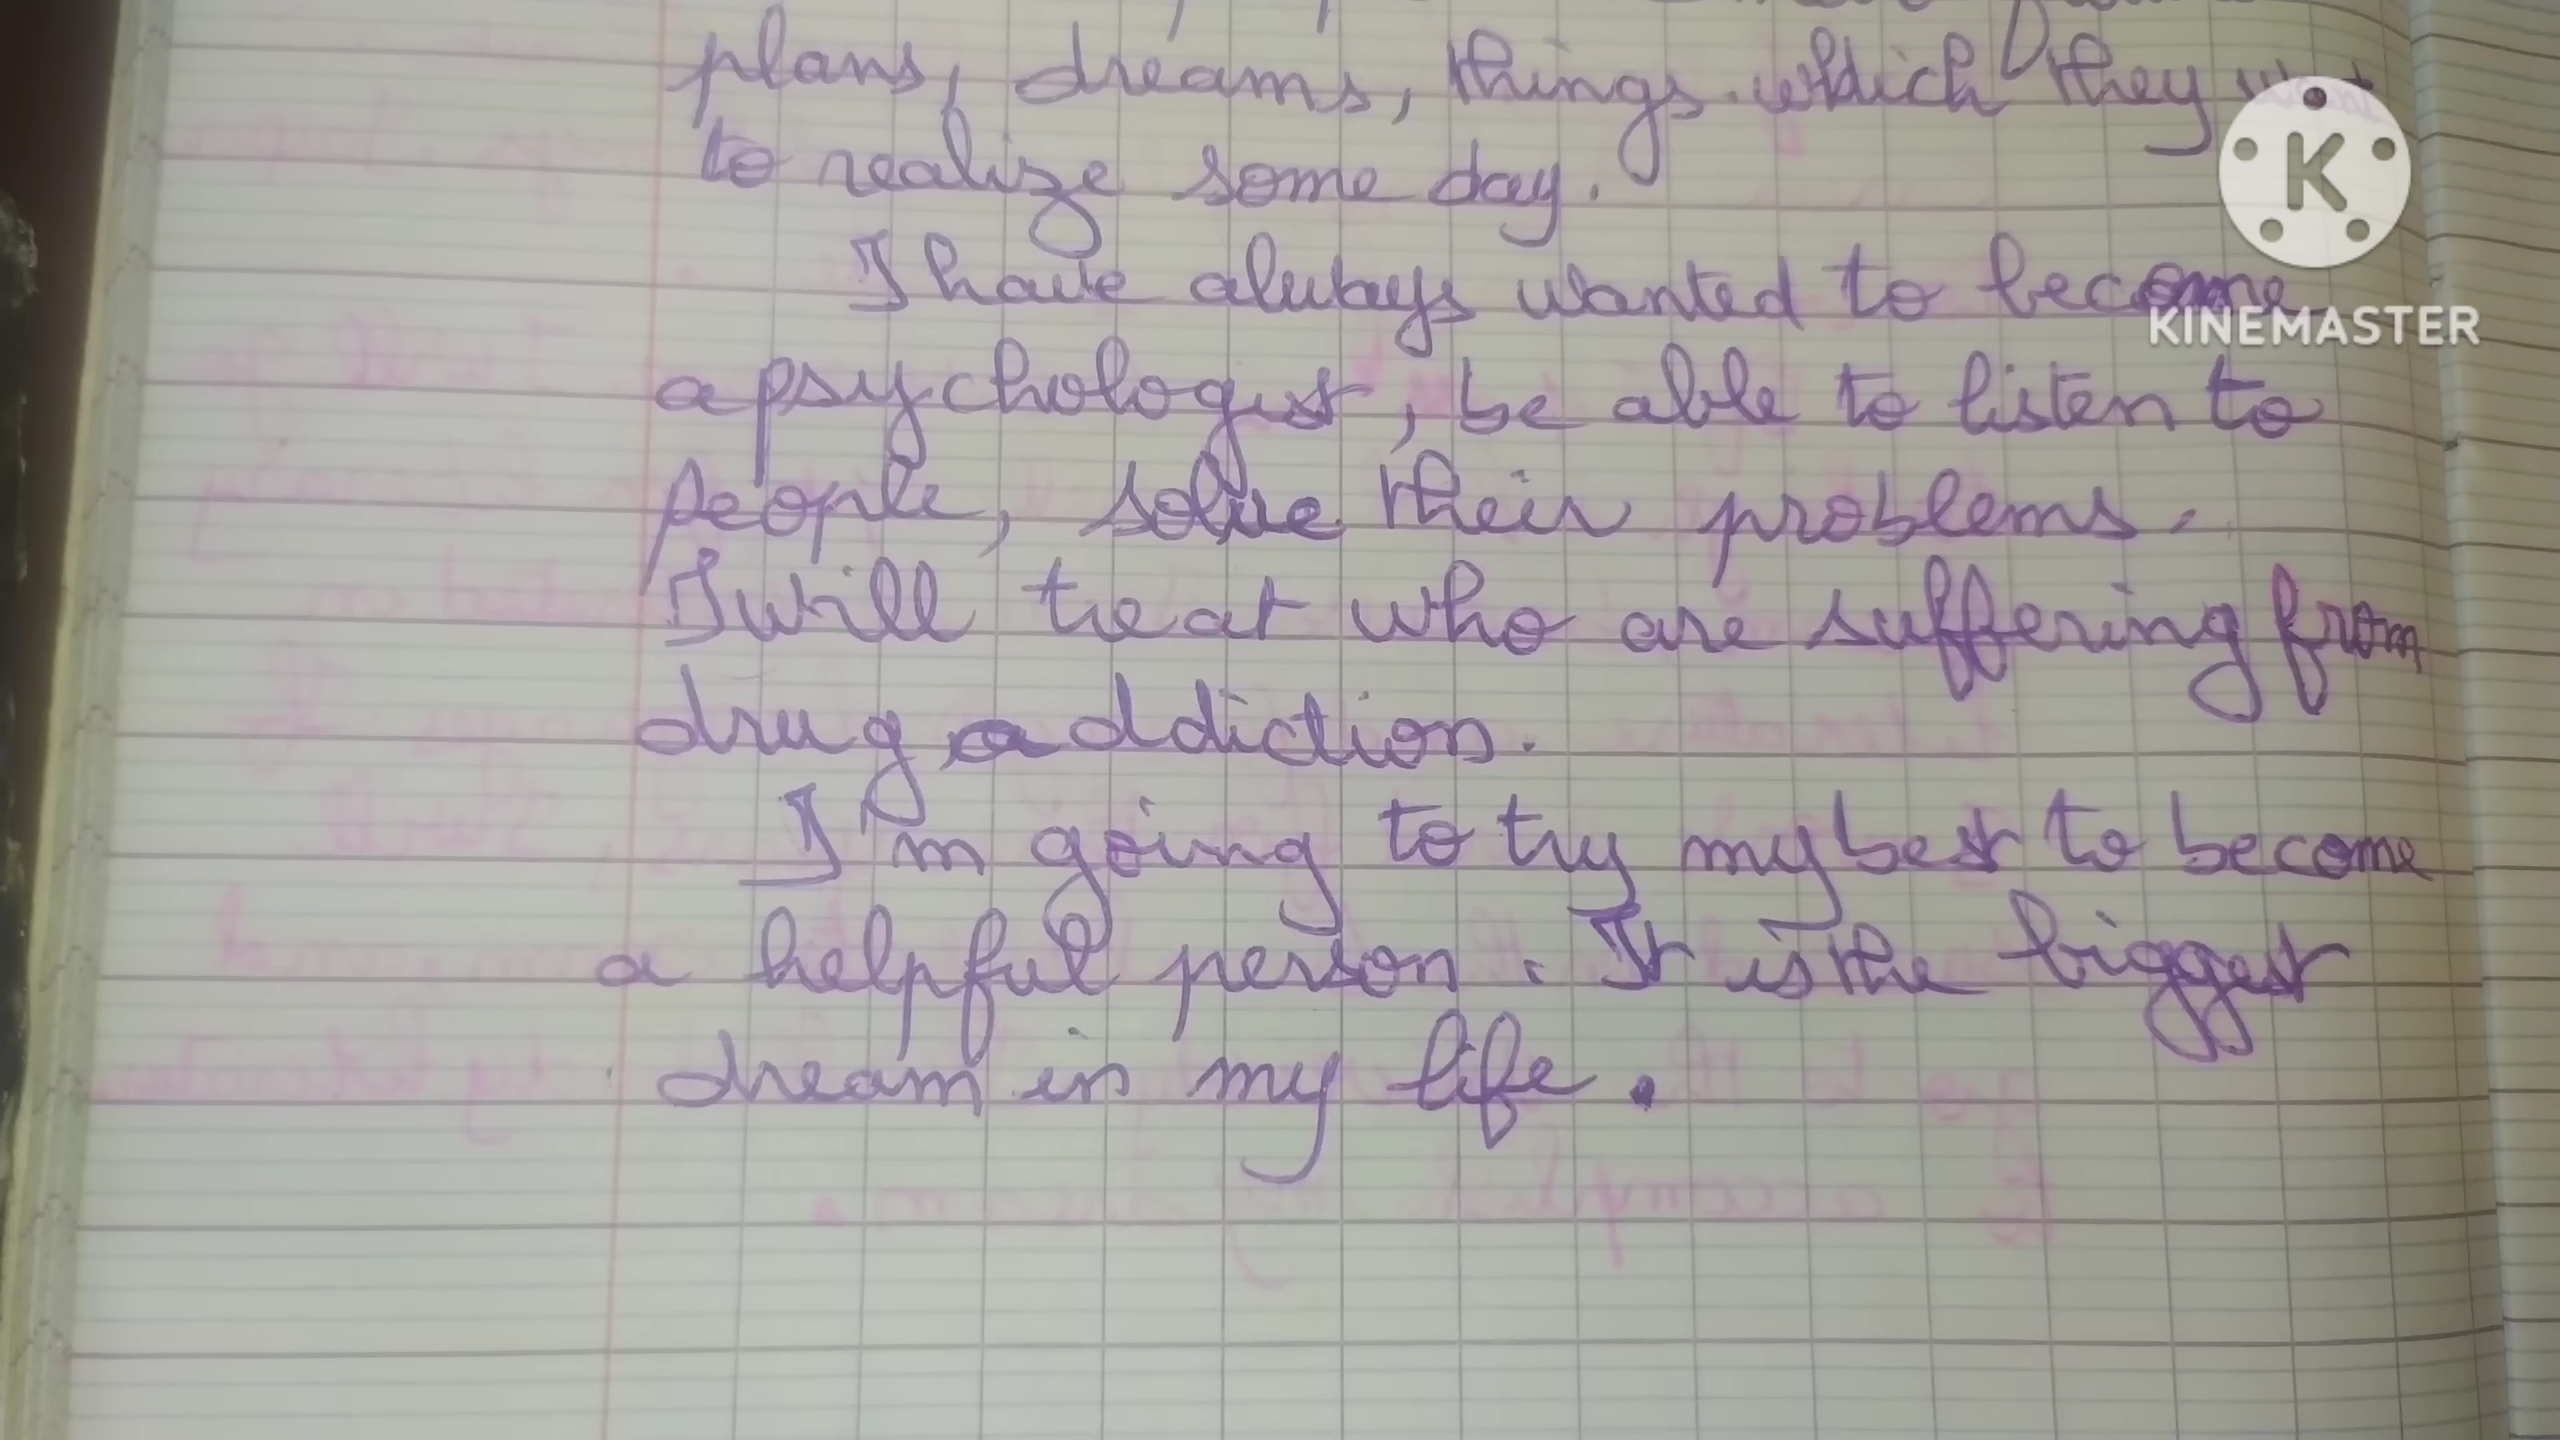 plans, dreams, things which they want
to realize some day.
I have always wanted to become
a psychologist, be able to listen to
people, solve their problems.
I will treat who are suffering from
drug addiction.
I'm going to try my best to become
a helpful person. It is the biggest
dream in my life.
K
KINEMASTER